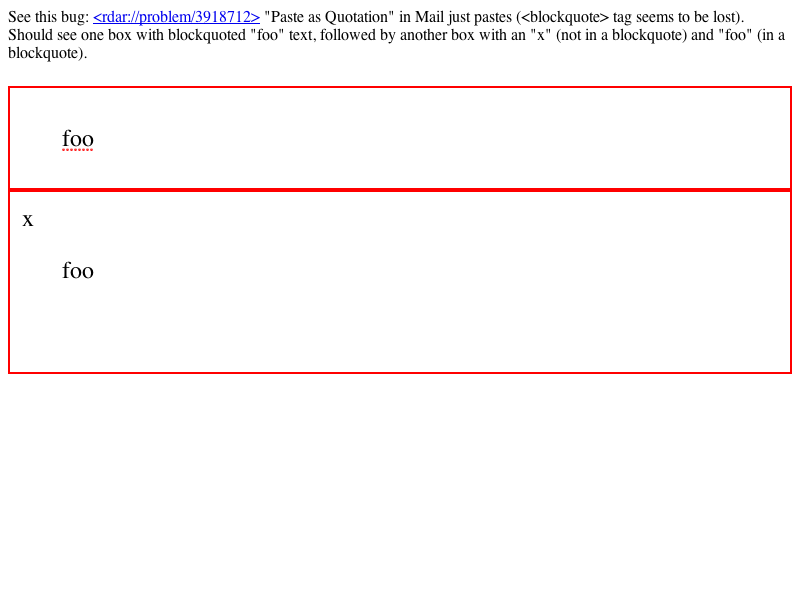 See this bug: <rdar://problem/3918712> "Paste as Quotation" in Mail just pastes (<blockquote> tag seems to be lost).
Should see one box with blockquoted "foo" text, followed by another box with an "x" (not in a blockquote) and "foo" (in a
blockquote).
foo
x
foo